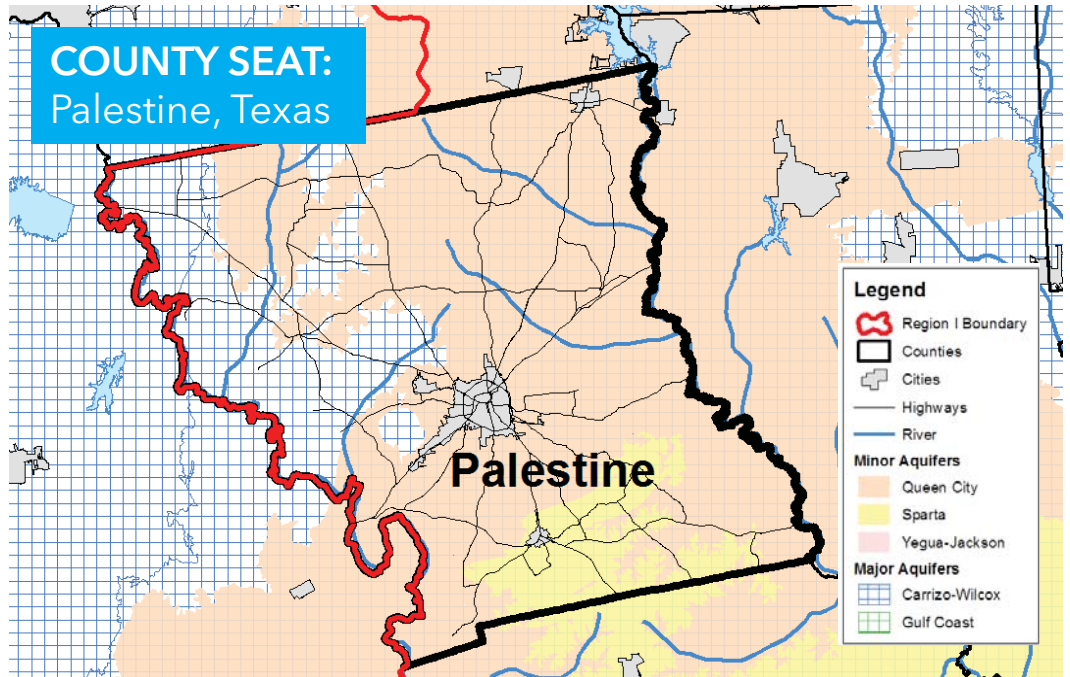 COUNTY SEAT:
Palestine, Texas
Palestine
Legend
Region I Boundary
Counties
Cities
Highways
River
Minor Aquifers
Queen City
Sparta
Yegua-Jackson
Major Aquifers
Carrizo-Wilcox
Gulf Coast